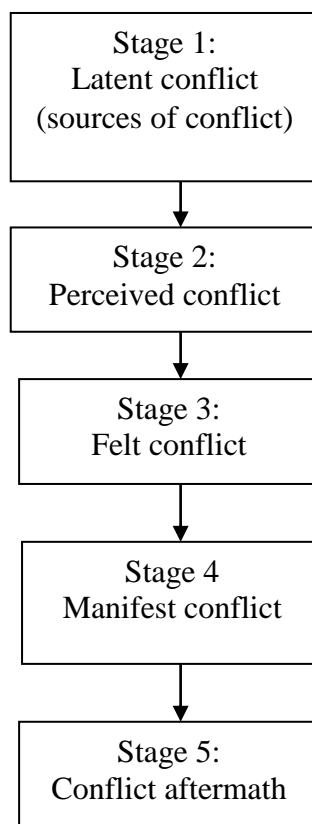 Stage 1:
Latent conflict
(sources of conflict)
Stage 2:
Perceived conflict
Stage 3:
Felt conflict
Stage 4
Manifest conflict
Stage 5:
Conflict aftermath